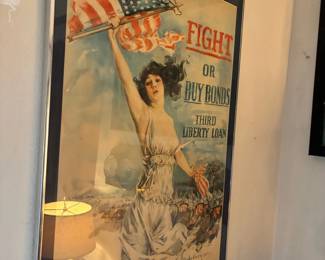 FIGHT
OR
BUY BONDS
THIRD
LIBERTY LOAN